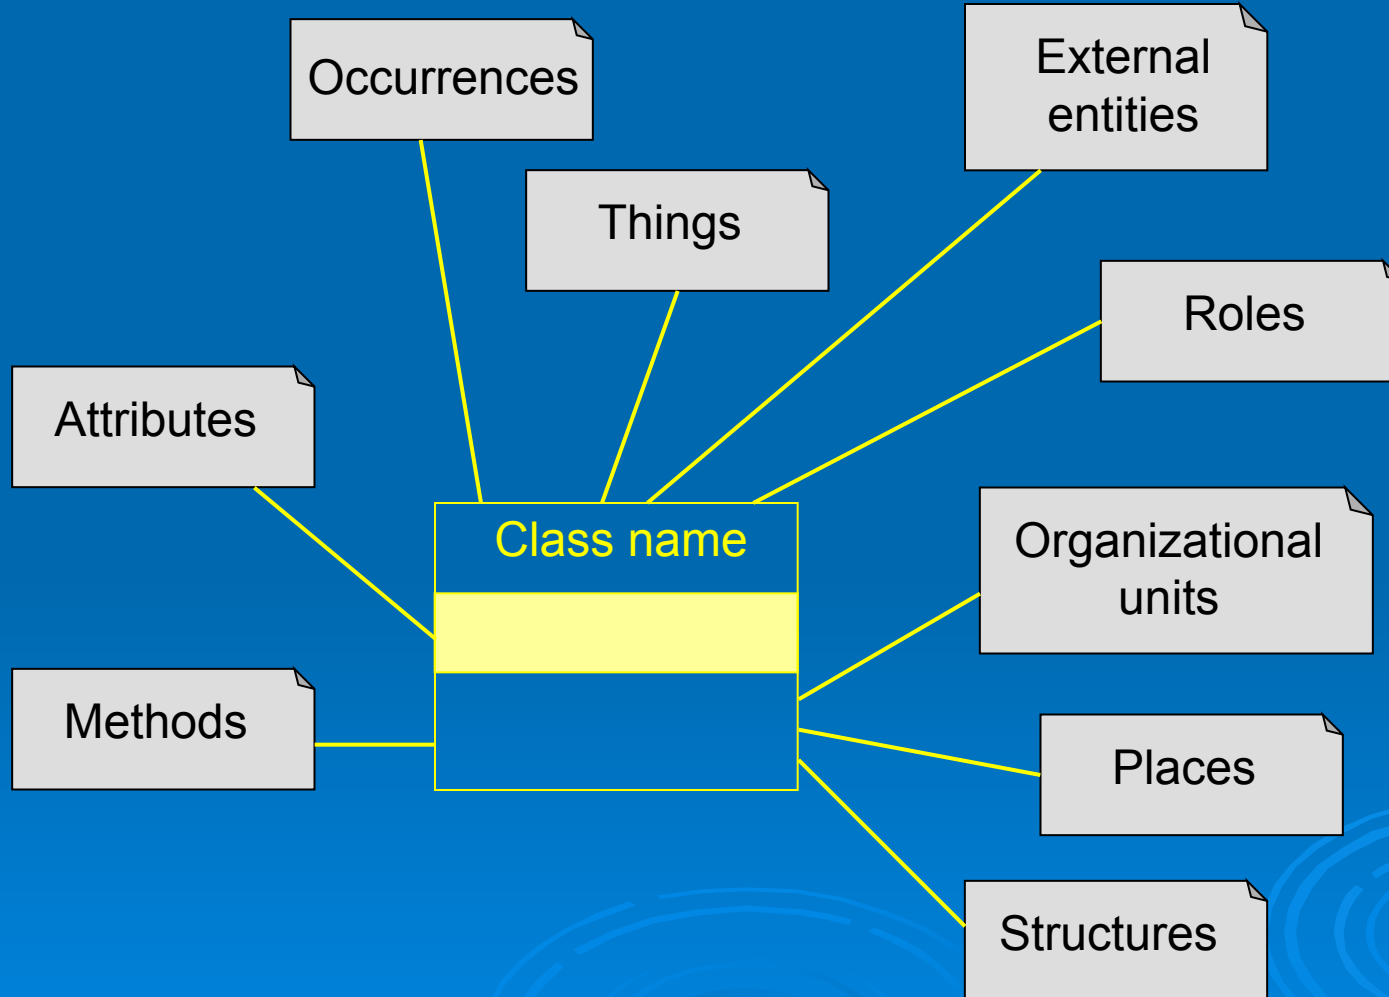 Occurrences
External
entities
Things
Roles
Attributes
Class name
Organizational
units
Methods
Places
Structures